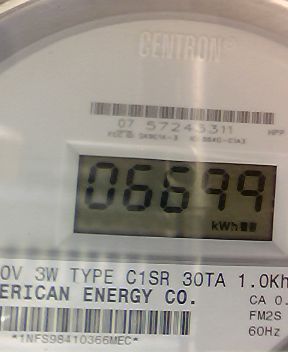 CENTRON®
07 57245311
06699
kWh
0V 3W TYPE C1SR 30TA 1.0Kh
ERICAN ENERGY CO.
CA 0.
FM2S
60Hz
*1NFS98410366MEC*